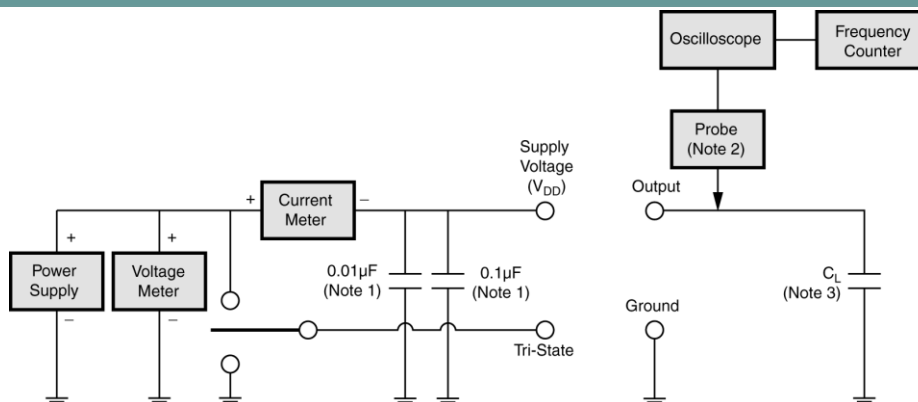 Oscilloscope
Frequency
Counter
Probe
(Note 2)
Supply
Voltage
(VDD)
Output
+
Current
Meter
−
+
+
Power
Supply
Voltage
Meter
0.01µF
(Note 1)
0.1µF
(Note 1)
CL
(Note 3)
−
−
Ground
Tri-State